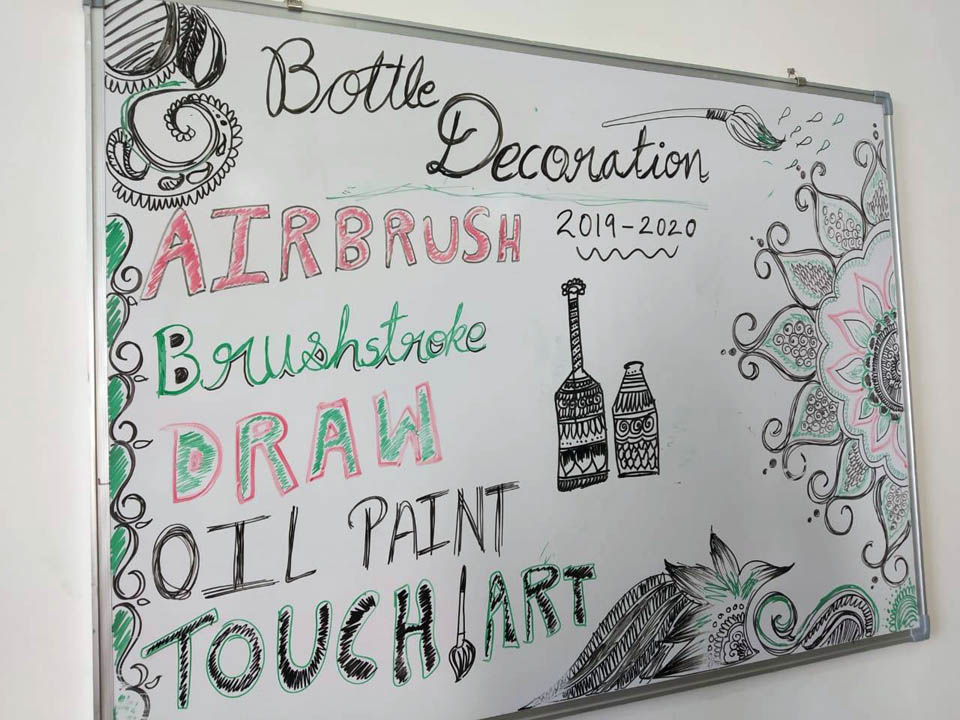 Bottle
Decoration
2019-2020
AIRBRUSH
Brushstroke
DRAW
OIL PAINT
TOUCH ART